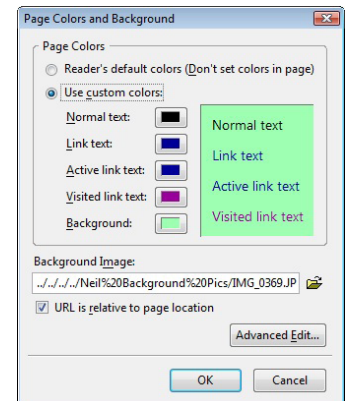 Page Colors and Background
Page Colors
Reader's default colors (Don't set colors in page)
Use custom colors:
Normal text:
Link text:
Active link text:
Visited link text:
Background:
Normal text
Link text
Active link text
Visited link text
Background Image:
../../../../Neil%20Background%20Pics/IMG_0369.JP
URL is relative to page location
Advanced Edit...
OK
Cancel